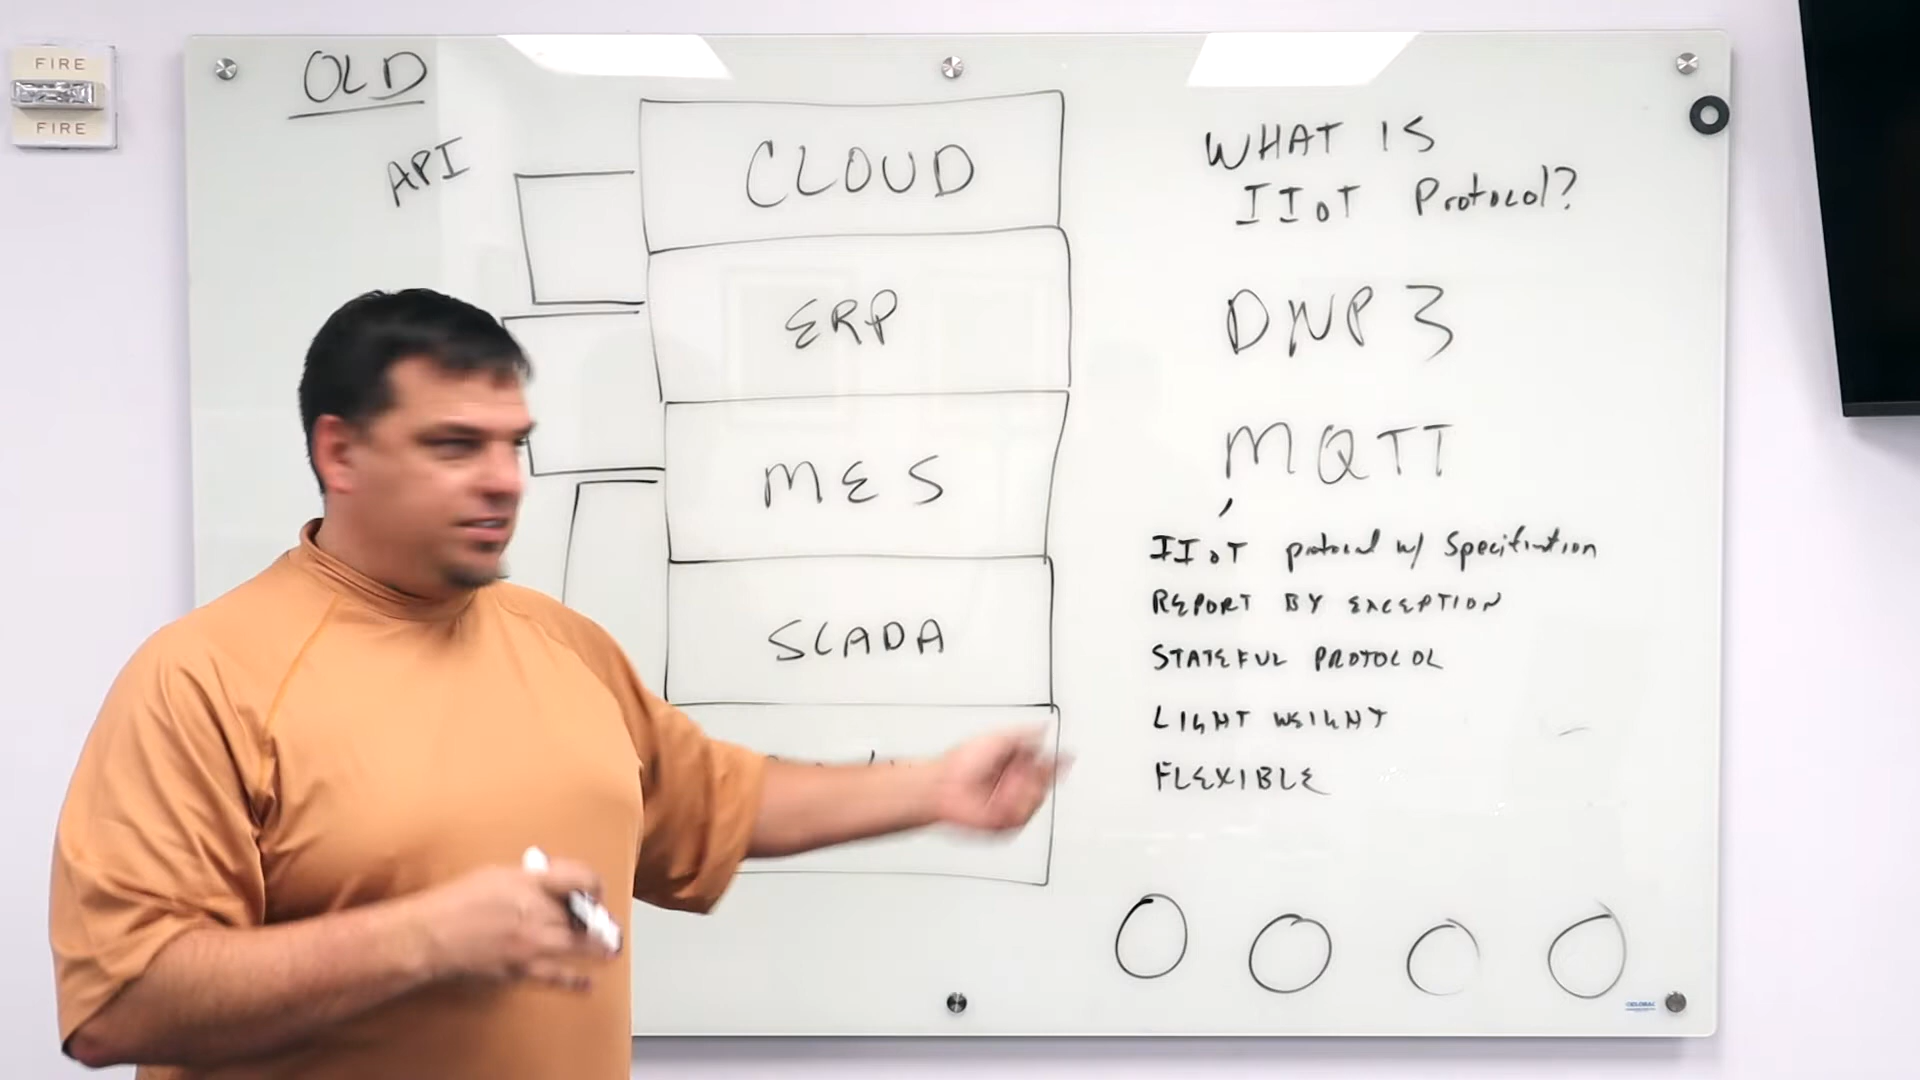 FIRE
FIRE
OLD
API
CLOUD
ERP
MES
SCADA
WHAT IS
IIoT Protocol?
DNP3
MQTT
IIoT protocol w/ Specification
REPORT BY EXCEPTION
STATEFUL PROTOCOL
LIGHT WEIGHT
FLEXIBLE